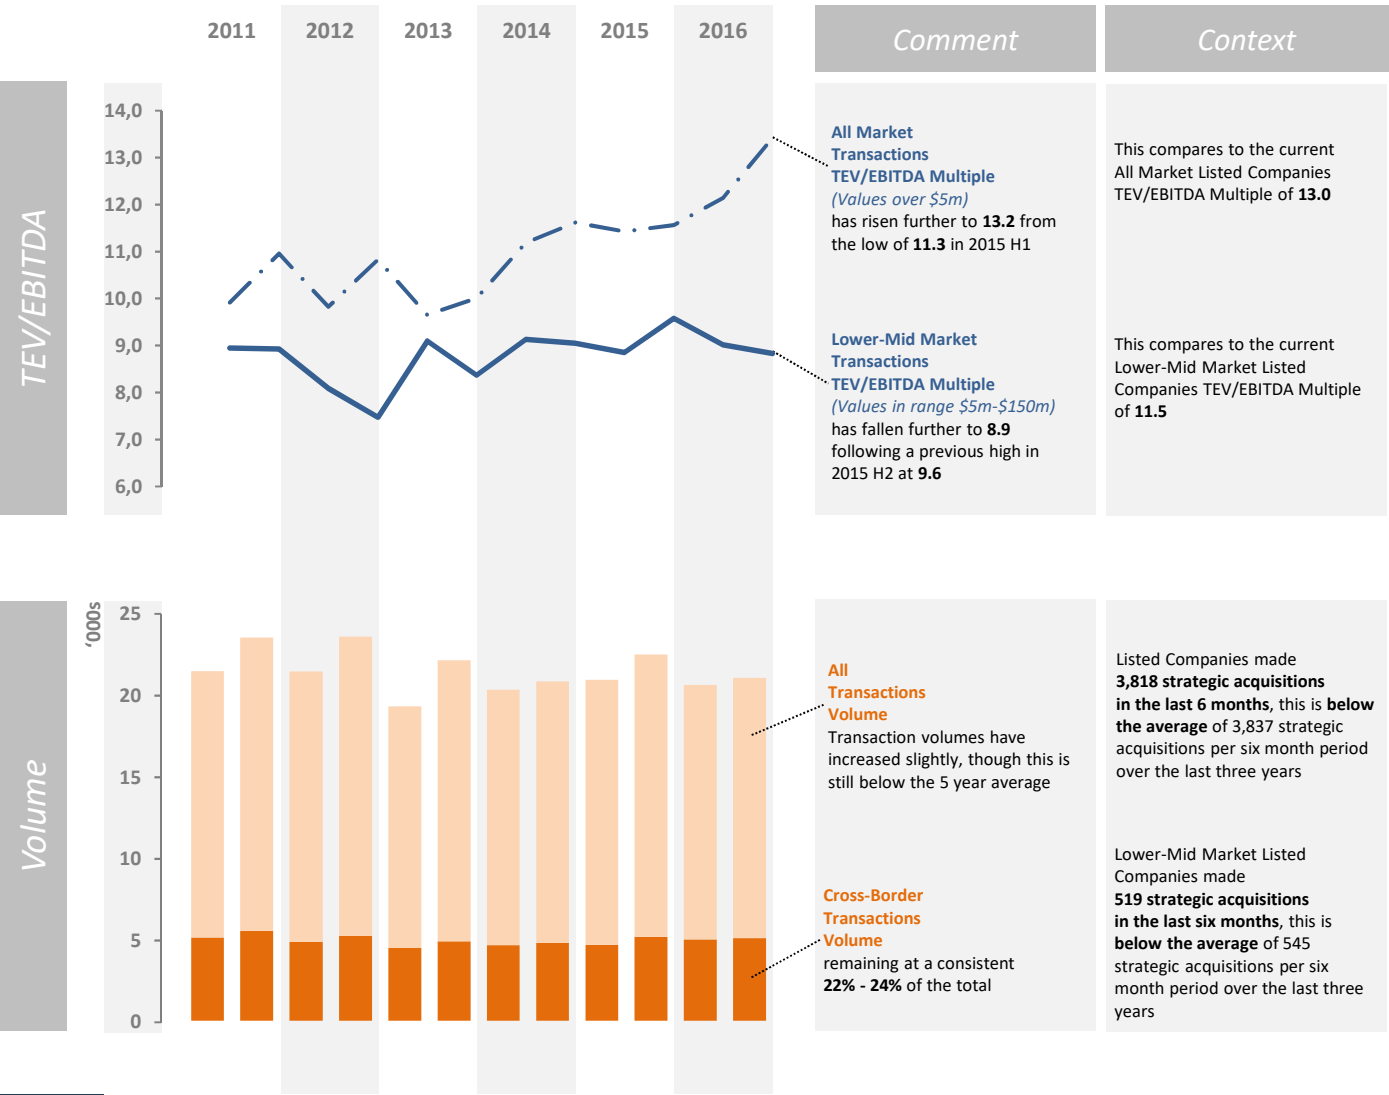 2011 2012 2013 2014 2015 2016
Comment
Context
TEV/EBITDA
14,0
13,0
12,0
11,0
10,0
9,0
8,0
7,0
6,0
All Market
Transactions
TEV/EBITDA Multiple
(Values over $5m)
has risen further to 13.2 from
the low of 11.3 in 2015 H1
This compares to the current
All Market Listed Companies
TEV/EBITDA Multiple of 13.0
Lower-Mid Market
Transactions
TEV/EBITDA Multiple
(Values in range $5m-$150m)
has fallen further to 8.9
following a previous high in
2015 H2 at 9.6
This compares to the current
Lower-Mid Market Listed
Companies TEV/EBITDA Multiple
of 11.5
Volume
'000s
25
20
15
10
5
0
All
Transactions
Volume
Transaction volumes have
increased slightly, though this is
still below the 5 year average
Listed Companies made
3,818 strategic acquisitions
in the last 6 months, this is below
the average of 3,837 strategic
acquisitions per six month period
over the last three years
Cross-Border
Transactions
Volume
remaining at a consistent
22% - 24% of the total
Lower-Mid Market Listed
Companies made
519 strategic acquisitions
in the last six months, this is
below the average of 545
strategic acquisitions per six
month period over the last three
years